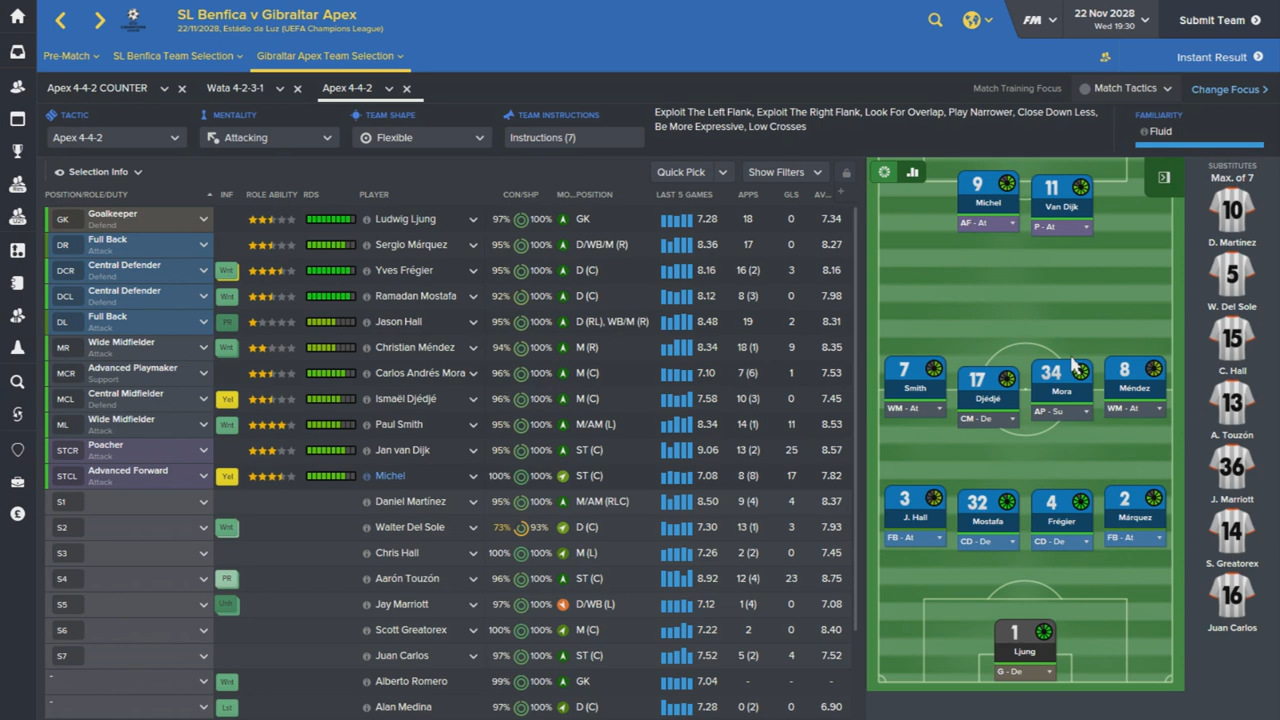 SL Benfica v Gibraltar Apex
22/11/2028, Estádio da Luz (UEFA Champions League)
FM
22 Nov 2028
Wed 19:30
Submit Team
Pre-Match
SL Benfica Team Selection
Gibraltar Apex Team Selection
Instant Result
Apex 4-4-2 COUNTER
Wata 4-2-3-1
Apex 4-4-2
Match Training Focus
Match Tactics
Change Focus
TACTIC
MENTALITY
TEAM SHAPE
TEAM INSTRUCTIONS
Apex 4-4-2
Attacking
Flexible
Instructions (7)
Exploit The Left Flank, Exploit The Right Flank, Look For Overlap, Play Narrower, Close Down Less,
Be More Expressive, Low Crosses
FAMILIARITY
Fluid
Selection Info
Quick Pick
Show Filters
POSITION/ROLE/DUTY INF ROLE ABILITY RDS PLAYER CON/SHP MO... POSITION LAST 5 GAMES APPS GLS AV...
GK Goalkeeper Defend Ludwig Ljung 97% 100% GK 7.28 18 0 7.34
DR Full Back Attack Sergio Márquez 95% 100% D/WB/M (R) 8.36 17 0 8.27
DCR Central Defender Defend Wnt Yves Frégier 95% 100% D (C) 8.16 16 (2) 3 8.16
DCL Central Defender Defend Wnt Ramadan Mostafa 92% 100% D (C) 8.12 8 (3) 0 7.98
DL Full Back Attack PR Jason Hall 95% 100% D (RL), WB/M (R) 8.48 19 2 8.31
MR Wide Midfielder Attack Wnt Christian Méndez 94% 100% M (R) 8.34 18 (1) 9 8.35
MCR Advanced Playmaker Support Carlos Andrés Mora 96% 100% M (C) 7.10 7 (6) 1 7.53
MCL Central Midfielder Defend Yel Ismaël Djédjé 96% 100% M (C) 7.58 10 (3) 0 7.44
ML Wide Midfielder Attack Wnt Paul Smith 95% 100% M/AM (L) 8.34 14 (1) 11 8.53
STCR Poacher Attack Jan van Dijk 95% 100% ST (C) 9.06 13 (2) 25 8.57
STCL Advanced Forward Attack Yel Michel 100% 100% ST (C) 7.08 8 (8) 17 7.82
S1 Daniel Martínez 95% 100% M/AM (RLC) 8.50 9 (4) 4 8.37
S2 Wnt Walter Del Sole 73% 93% D (C) 7.30 13 (1) 3 7.93
S3 Chris Hall 100% 100% M (L) 7.26 2 (2) 0 7.36
S4 PR Aarón Touzón 96% 100% ST (C) 8.92 12 (4) 23 8.75
S5 Unh Jay Marriott 97% 100% D/WB (L) 7.12 1 (4) 0 7.08
S6 Scott Greatorex 100% 100% M (C) 7.22 2 0 8.40
S7 Juan Carlos 97% 100% ST (C) 7.52 5 (2) 4 7.52
- Wnt Alberto Romero 99% 100% GK 7.04 - - -
- Lst Alan Medina 97% 100% D (C) 7.28 0 (2) 0 6.90
9 11
Michel Van Dijk
AF - At P - At
7 17 34 8
Smith Djédjé Mora Méndez
WM - At CM - De AP - Su WM - At
3 32 4 2
J. Hall Mostafa Frégier Márquez
FB - At CD - De CD - De FB - At
1
Ljung
G - De
SUBSTITUTES
Max. of 7
10
D. Martínez
5
W. Del Sole
15
C. Hall
13
A. Touzón
36
J. Marriott
14
S. Greatorex
16
Juan Carlos